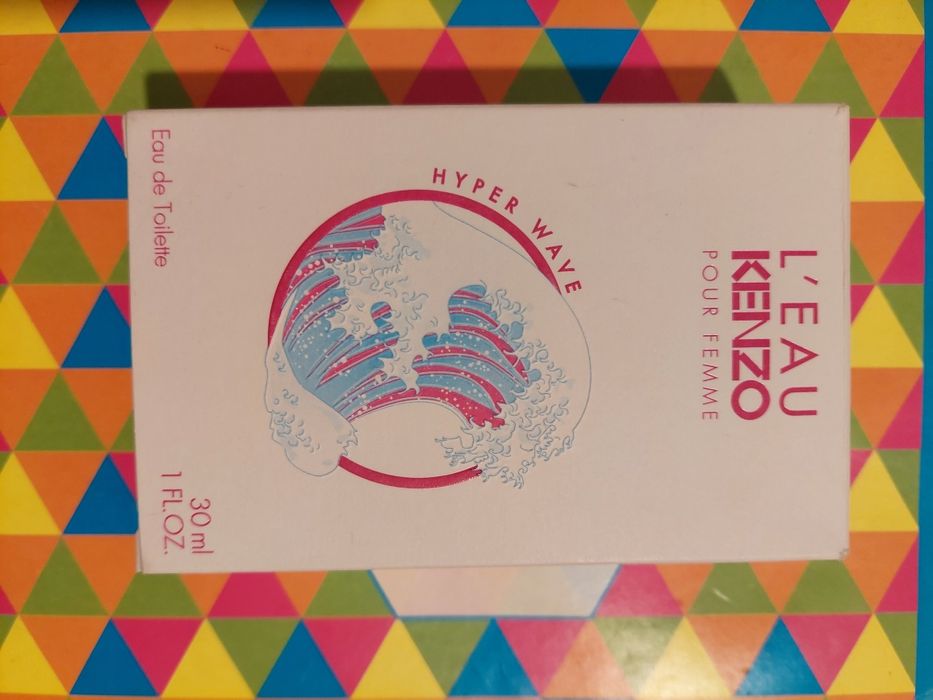 L'EAU
KENZO
POUR FEMME
HYPER WAVE
Eau de Toilette
30 ml
1 FL.OZ.